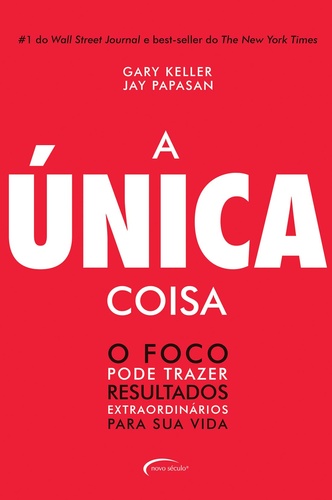 #1 do Wall Street Journal e best-seller do The New York Times
GARY KELLER
JAY PAPASAN
A
ÚNICA
COISA
O FOCO
PODE TRAZER
RESULTADOS
EXTRAORDINÁRIOS
PARA SUA VIDA
novo século®